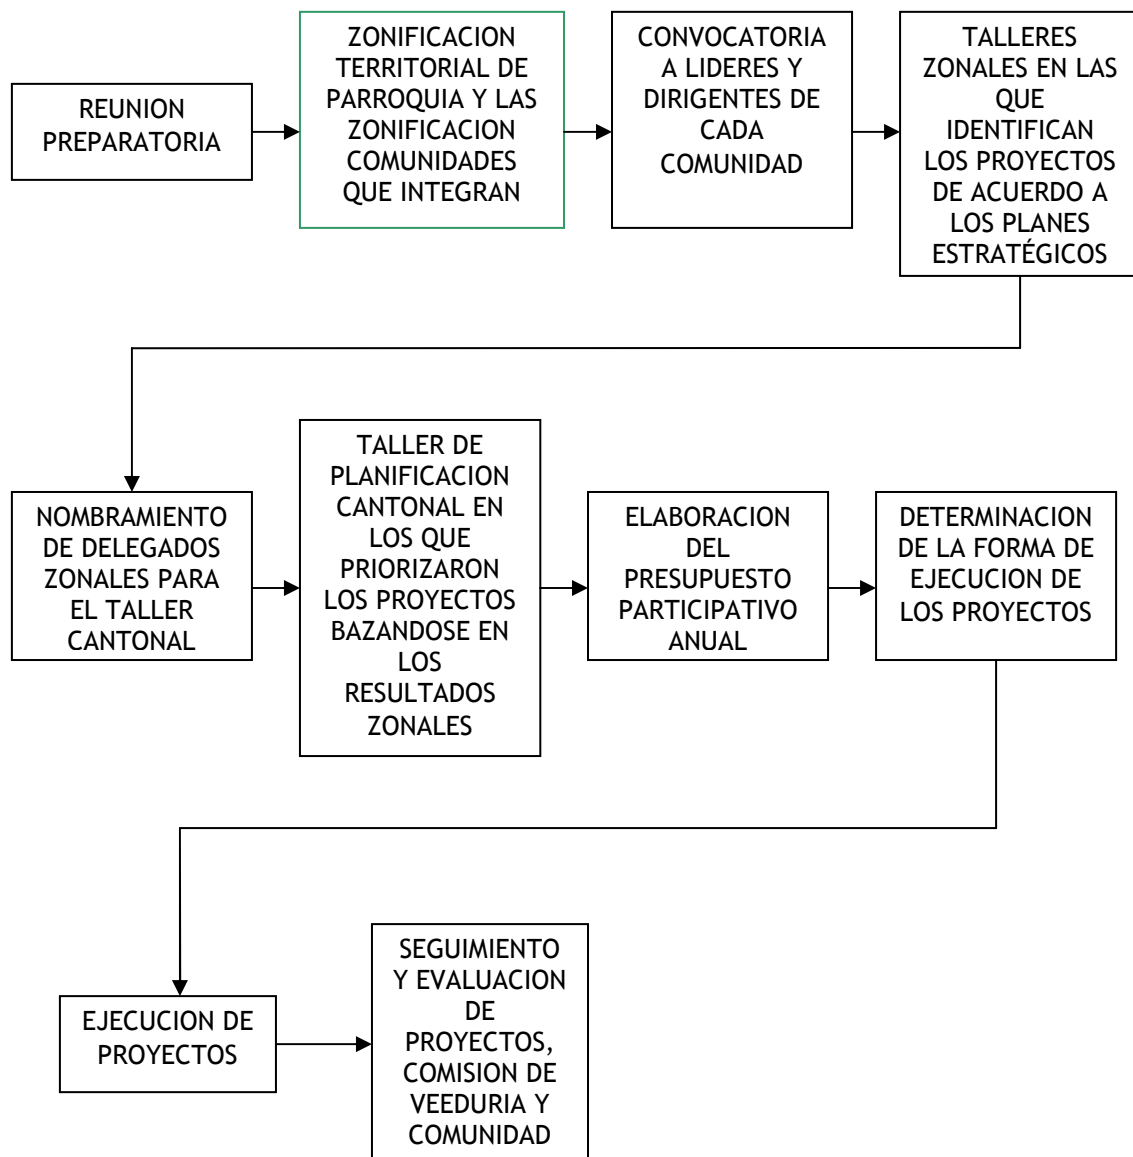 REUNION
PREPARATORIA
ZONIFICACION
TERRITORIAL DE
PARROQUIA Y LAS
ZONIFICACION
COMUNIDADES
QUE INTEGRAN
CONVOCATORIA
A LIDERES Y
DIRIGENTES DE
CADA
COMUNIDAD
TALLERES
ZONALES EN LAS
QUE
IDENTIFICAN
LOS PROYECTOS
DE ACUERDO A
LOS PLANES
ESTRATÉGICOS
NOMBRAMIENTO
DE DELEGADOS
ZONALES PARA
EL TALLER
CANTONAL
TALLER DE
PLANIFICACION
CANTONAL EN
LOS QUE
PRIORIZARON
LOS PROYECTOS
BAZANDOSE EN
LOS
RESULTADOS
ZONALES
ELABORACION
DEL
PRESUPUESTO
PARTICIPATIVO
ANUAL
DETERMINACION
DE LA FORMA DE
EJECUCION DE
LOS PROYECTOS
EJECUCION DE
PROYECTOS
SEGUIMIENTO
Y EVALUACION
DE
PROYECTOS,
COMISION DE
VEEDURIA Y
COMUNIDAD